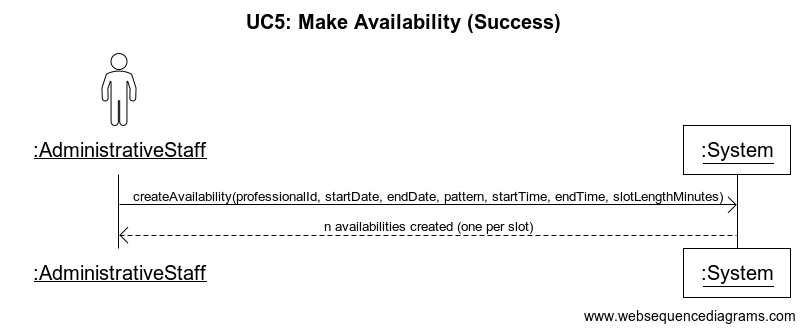 UC5: Make Availability (Success)
:AdministrativeStaff
:System
createAvailability(professionalId, startDate, endDate, pattern, startTime, endTime, slotLengthMinutes)
n availabilities created (one per slot)
:AdministrativeStaff
:System
www.websequencediagrams.com